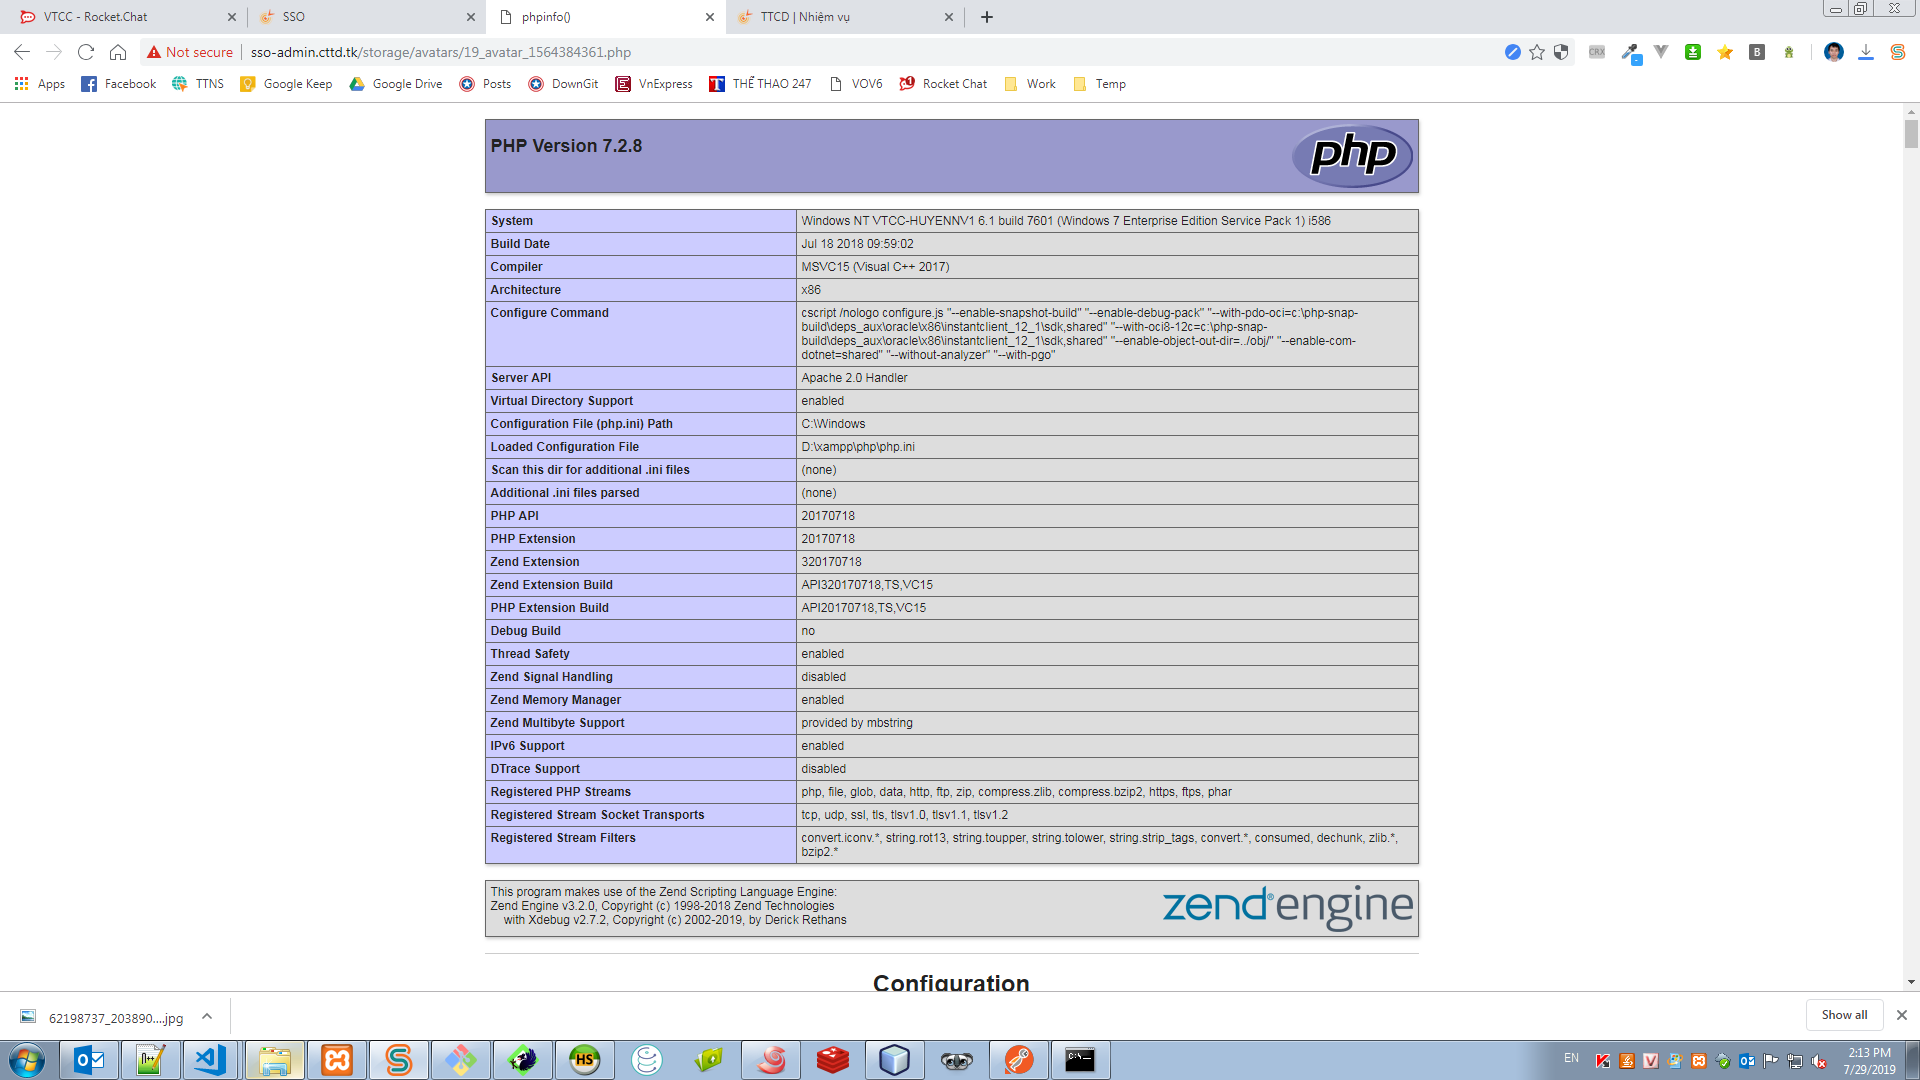 VTCC - Rocket.Chat
SSO
phpinfo()
TTCD | Nhiệm vụ
Not secure
sso-admin.cttd.tk/storage/avatars/19_avatar_1564384361.php
CRX
B
Apps
Facebook
TTNS
Google Keep
Google Drive
Posts
DownGit
VnExpress
THỂ THAO 247
VOV6
Rocket Chat
Work
Temp
PHP Version 7.2.8
php
System Windows NT VTCC-HUYENNV1 6.1 build 7601 (Windows 7 Enterprise Edition Service Pack 1) i586
Build Date Jul 18 2018 09:59:02
Compiler MSVC15 (Visual C++ 2017)
Architecture x86
Configure Command cscript /nologo configure.js "--enable-snapshot-build" "--enable-debug-pack" "--with-pdo-oci=c:\php-snap-
build\deps_aux\oracle\x86\instantclient_12_1\sdk,shared" "--with-oci8-12c=c:\php-snap-
build\deps_aux\oracle\x86\instantclient_12_1\sdk,shared" "--enable-object-out-dir=../obj/" "--enable-com-
dotnet=shared" "--without-analyzer" "--with-pgo"
Server API Apache 2.0 Handler
Virtual Directory Support enabled
Configuration File (php.ini) Path C:\Windows
Loaded Configuration File D:\xampp\php\php.ini
Scan this dir for additional .ini files (none)
Additional .ini files parsed (none)
PHP API 20170718
PHP Extension 20170718
Zend Extension 320170718
Zend Extension Build API320170718,TS,VC15
PHP Extension Build API20170718,TS,VC15
Debug Build no
Thread Safety enabled
Zend Signal Handling disabled
Zend Memory Manager enabled
Zend Multibyte Support provided by mbstring
IPv6 Support enabled
DTrace Support disabled
Registered PHP Streams php, file, glob, data, http, ftp, zip, compress.zlib, compress.bzip2, https, ftps, phar
Registered Stream Socket Transports tcp, udp, ssl, tls, tlsv1.0, tlsv1.1, tlsv1.2
Registered Stream Filters convert.iconv.*, string.rot13, string.toupper, string.tolower, string.strip_tags, convert.*, consumed, dechunk, zlib.*,
bzip2.*
This program makes use of the Zend Scripting Language Engine:
Zend Engine v3.2.0, Copyright (c) 1998-2018 Zend Technologies
with Xdebug v2.7.2, Copyright (c) 2002-2019, by Derick Rethans
zend® engine
Configuration
62198737_203890....jpg
Show all
HS
EN
2:13 PM
7/29/2019